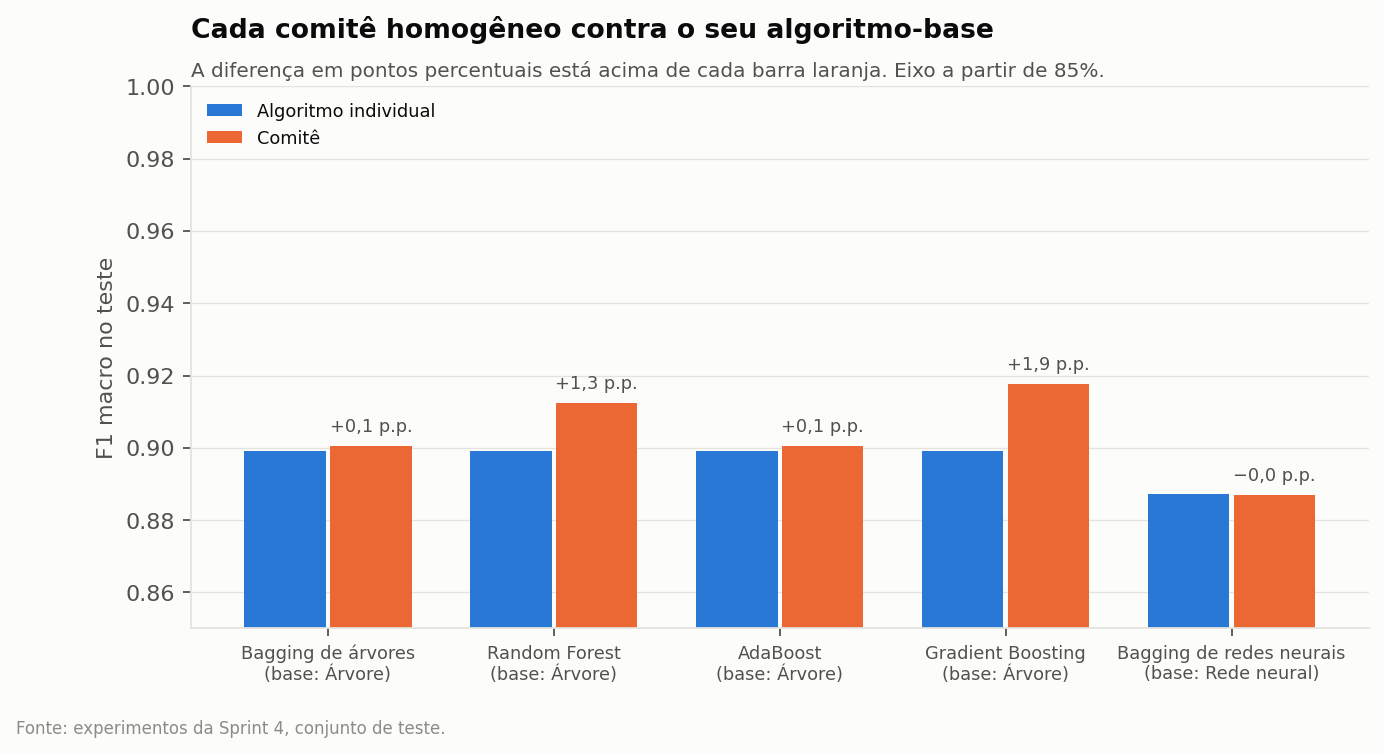 Cada comitê homogêneo contra o seu algoritmo-base
A diferença em pontos percentuais está acima de cada barra laranja. Eixo a partir de 85%.
Algoritmo individual
Comitê
F1 macro no teste
1.00
0.98
0.96
0.94
0.92
0.90
0.88
0.86
+0,1 p.p.
+1,3 p.p.
+0,1 p.p.
+1,9 p.p.
−0,0 p.p.
Bagging de árvores
(base: Árvore)
Random Forest
(base: Árvore)
AdaBoost
(base: Árvore)
Gradient Boosting
(base: Árvore)
Bagging de redes neurais
(base: Rede neural)
Fonte: experimentos da Sprint 4, conjunto de teste.